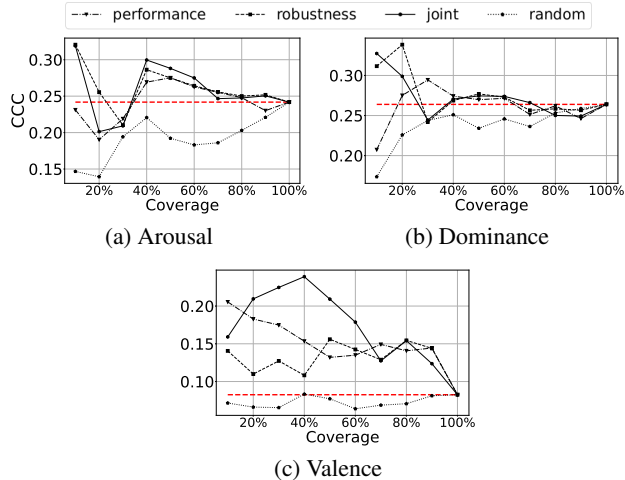 performance robustness joint random
0.30
0.25
0.20
0.15
CCC
20% 40% 60% 80% 100%
Coverage
(a) Arousal
0.30
0.25
0.20
20% 40% 60% 80% 100%
Coverage
(b) Dominance
0.20
0.15
0.10
CCC
20% 40% 60% 80% 100%
Coverage
(c) Valence